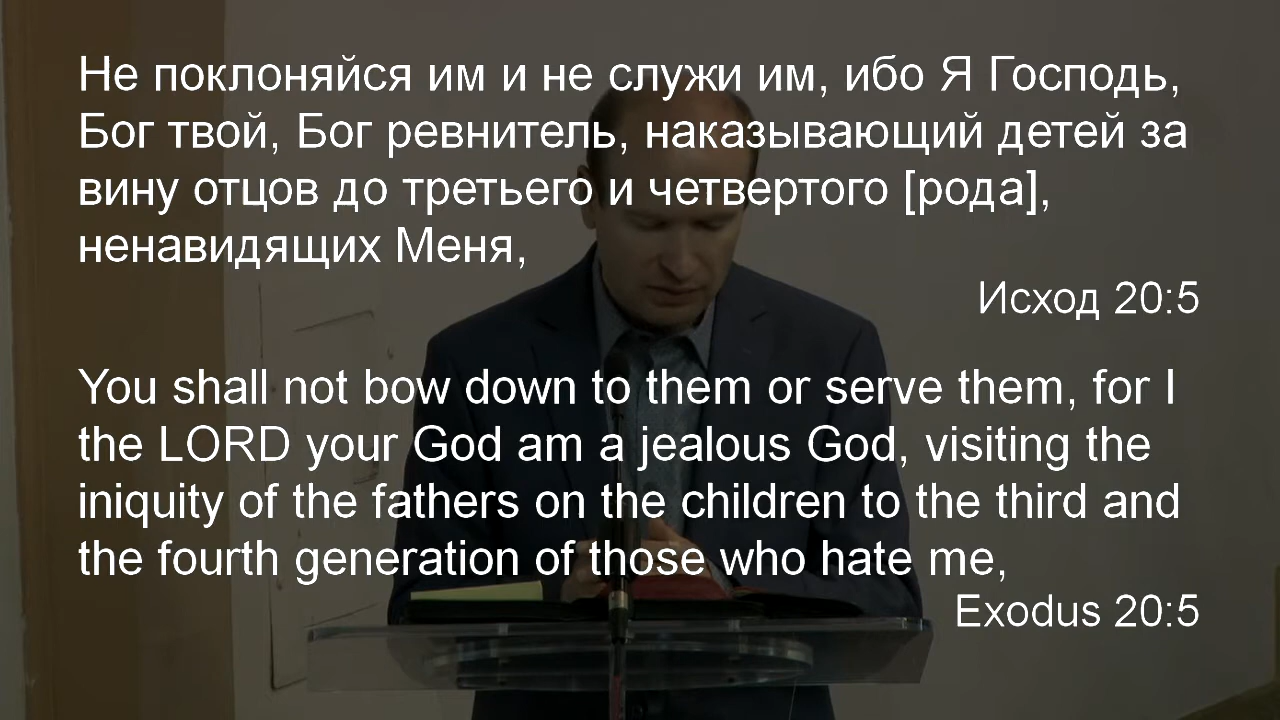 Не поклоняйся им и не служи им, ибо Я Господь,
Бог твой, Бог ревнитель, наказывающий детей за
вину отцов до третьего и четвертого [рода],
ненавидящих Меня,
Исход 20:5
You shall not bow down to them or serve them, for I
the LORD your God am a jealous God, visiting the
iniquity of the fathers on the children to the third and
the fourth generation of those who hate me,
Exodus 20:5